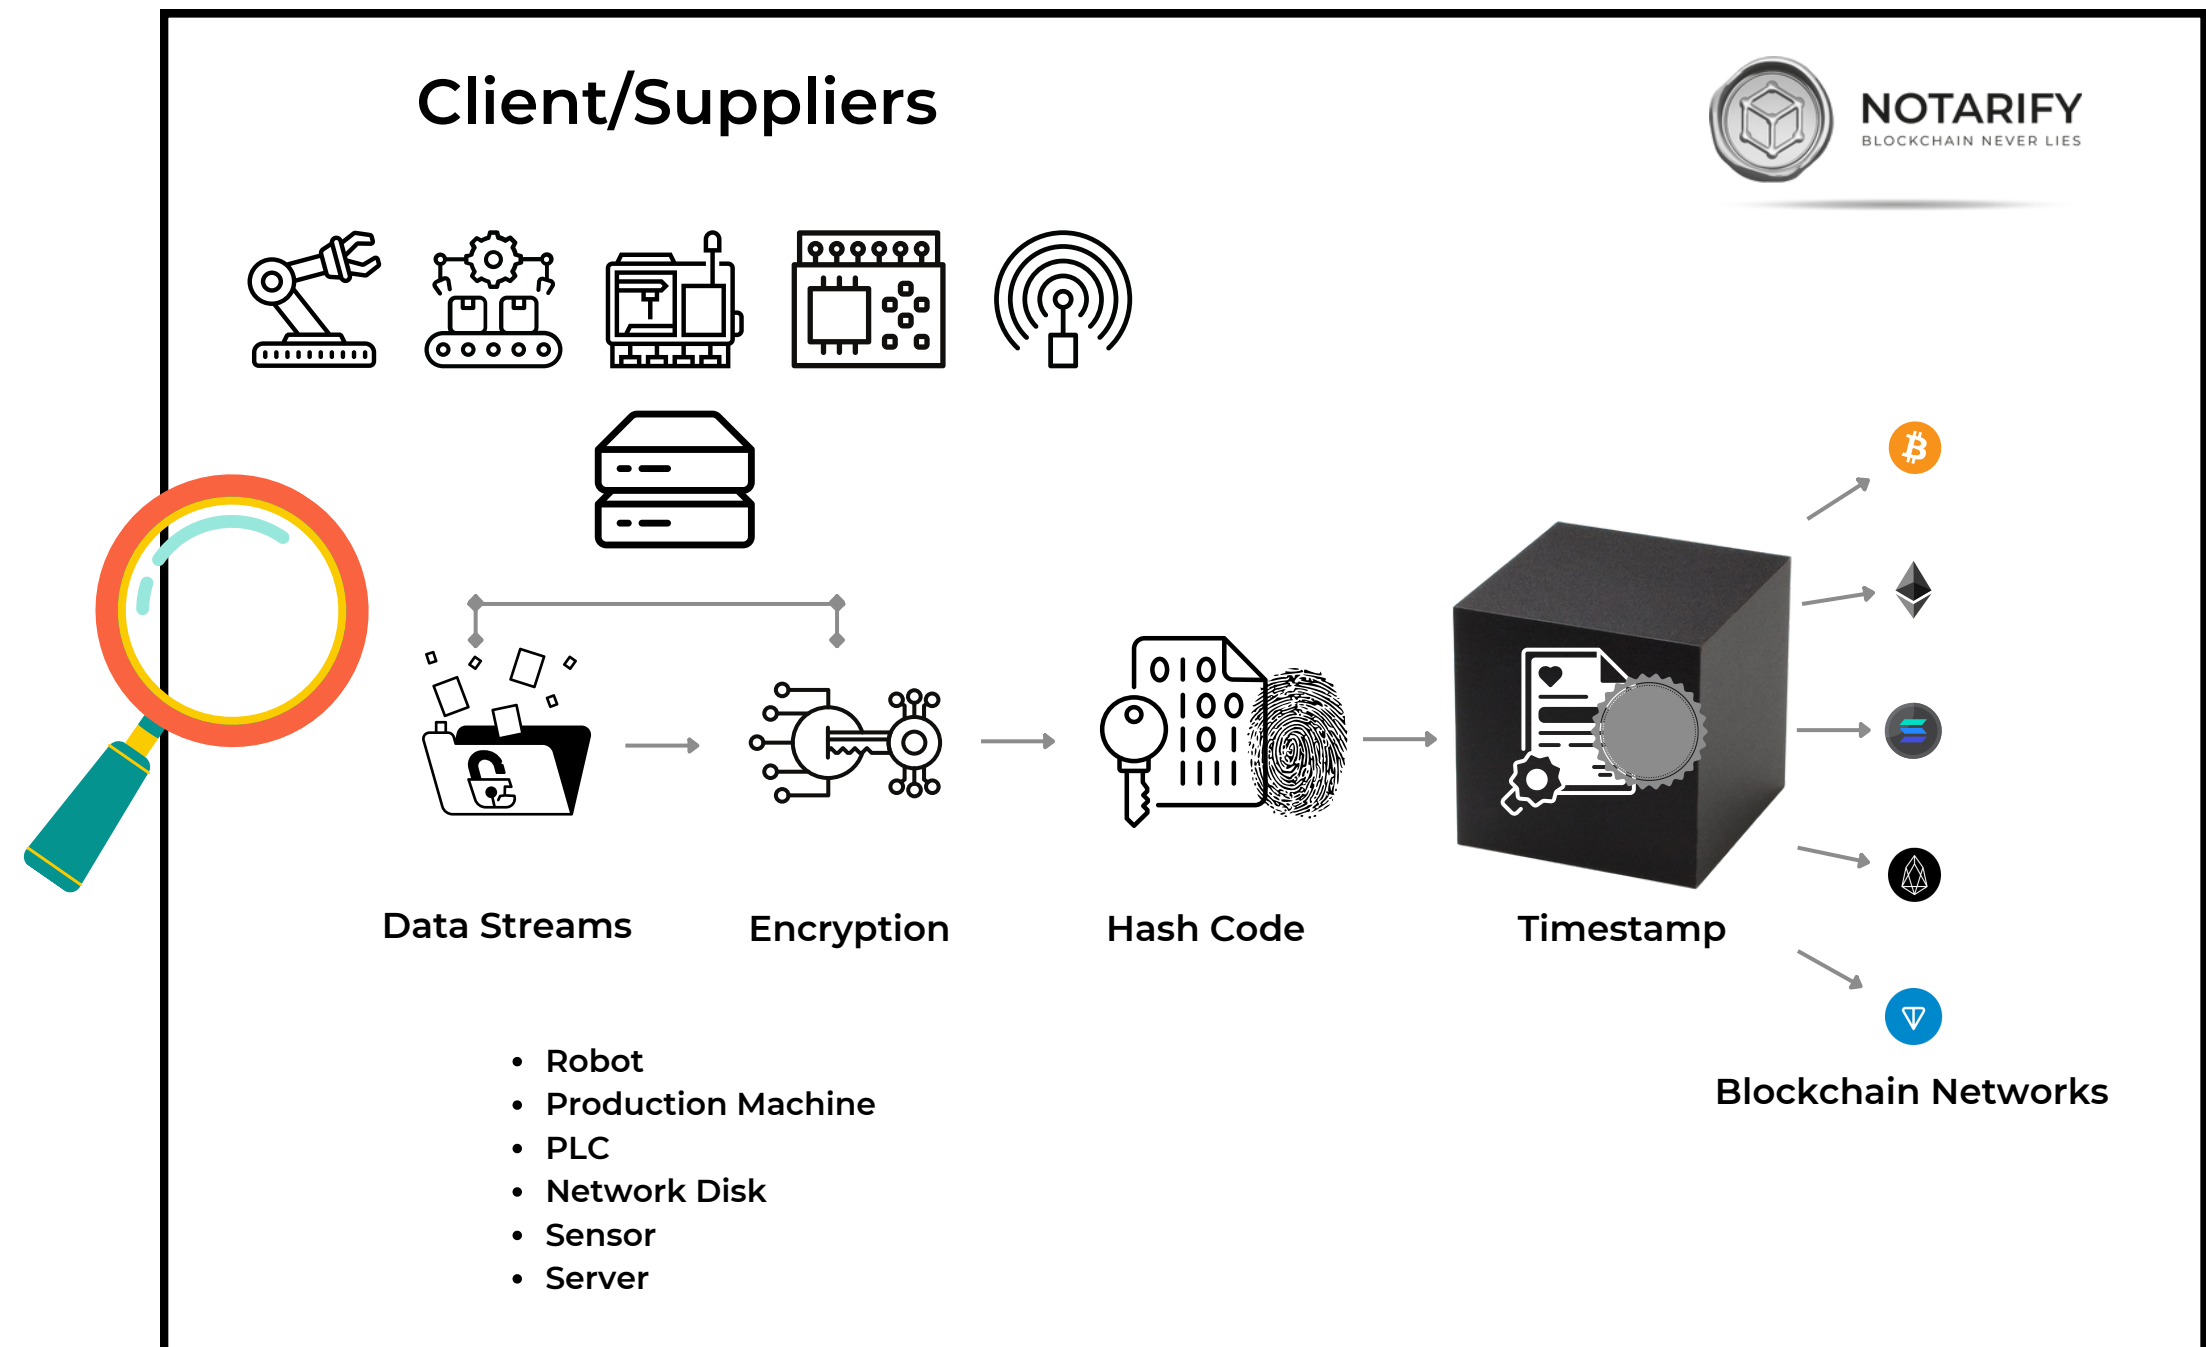 Client/Suppliers
NOTARIFY
BLOCKCHAIN NEVER LIES
Data Streams
Encryption
Hash Code
Timestamp
Blockchain Networks
• Robot
• Production Machine
• PLC
• Network Disk
• Sensor
• Server